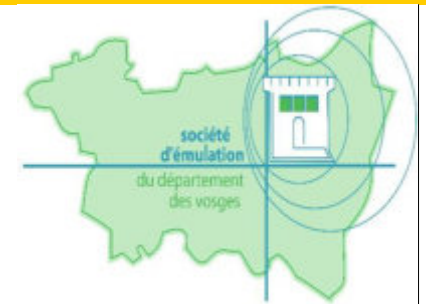 société
d'émulation
du département
des vosges